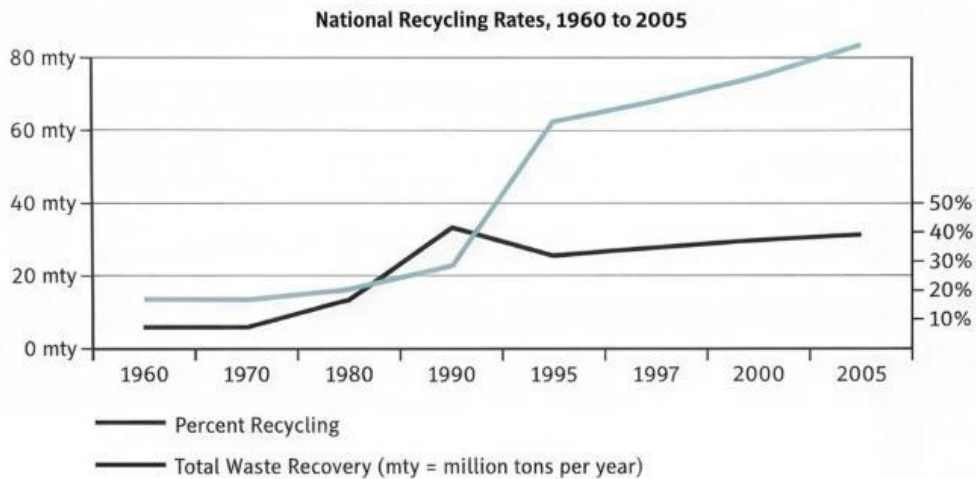 National Recycling Rates, 1960 to 2005
80 mty
60 mty
40 mty
20 mty
0 mty
50%
40%
30%
20%
10%
1960 1970 1980 1990 1995 1997 2000 2005
Percent Recycling
Total Waste Recovery (mty = million tons per year)